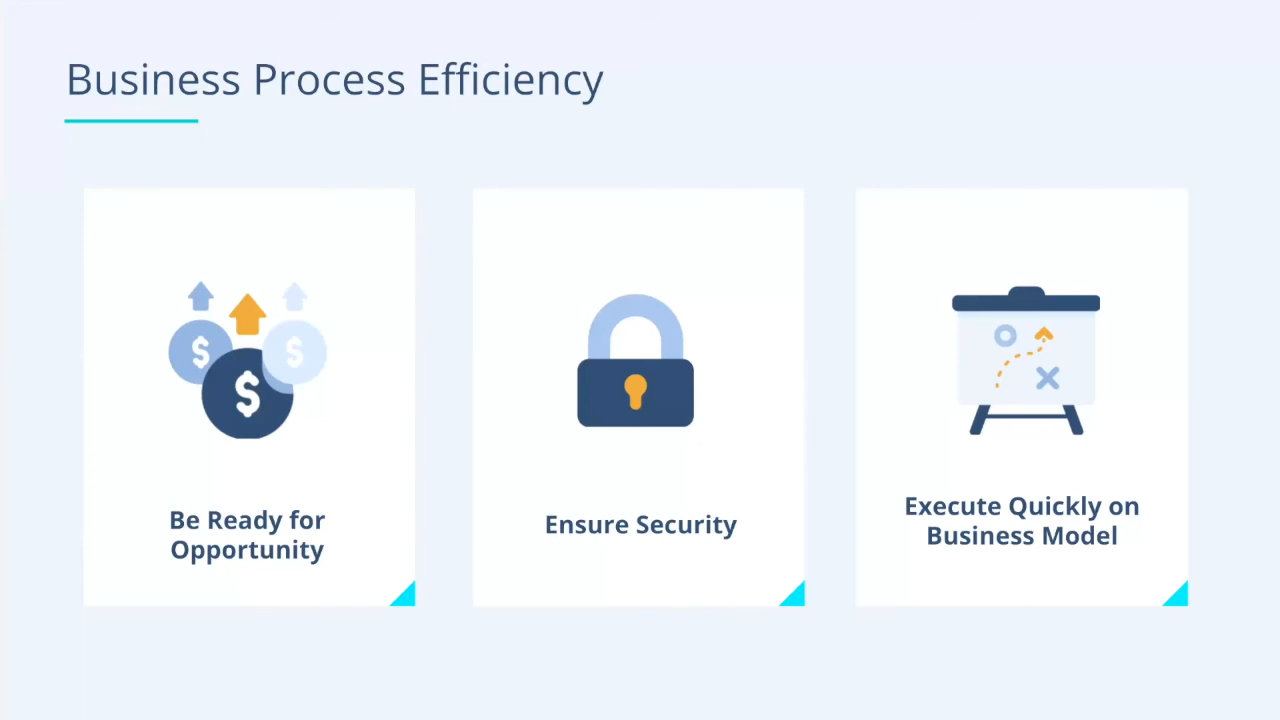 Business Process Efficiency
$
$
$
Be Ready for
Opportunity
Ensure Security
Execute Quickly on
Business Model